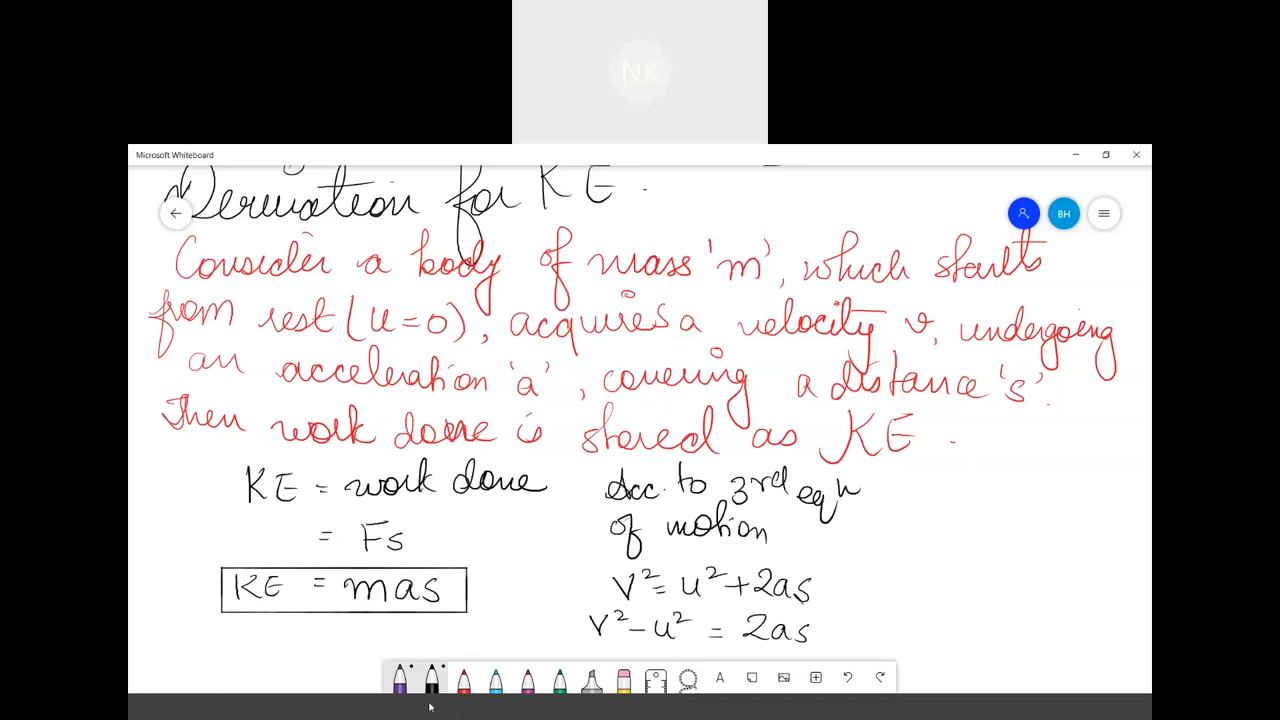 NK
Microsoft Whiteboard
Derivation for KE.
BH
Consider a body of mass 'm', which starts
from rest (u=0), acquires a velocity v, undergoing
an acceleration 'a', covering a distance 's'.
Then work done is stored as KE.
KE = work done
= Fs
KE = mas
Acc. to 3rd eqn
of motion
V²= u²+2as
V²-u² = 2as
A